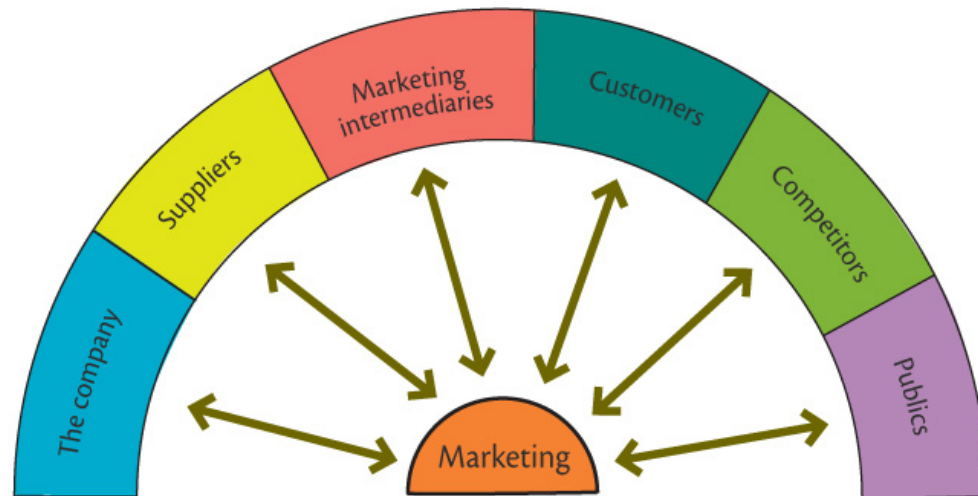 The company
Suppliers
Marketing
intermediaries
Customers
Competitors
Publics
Marketing